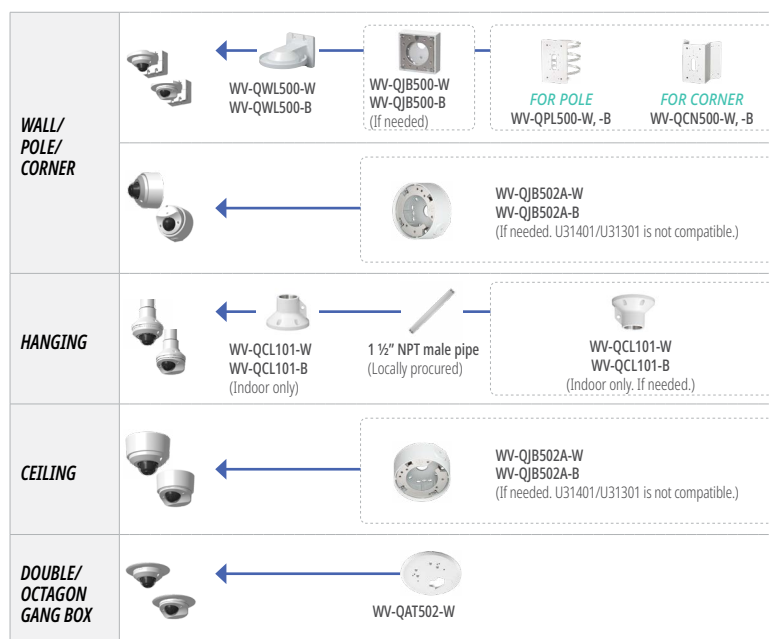 WALL/
POLE/
CORNER
WV-QWL500-W
WV-QWL500-B
WV-QJB500-W
WV-QJB500-B
(If needed)
FOR POLE
WV-QPL500-W, -B
FOR CORNER
WV-QCN500-W, -B
WV-QJB502A-W
WV-QJB502A-B
(If needed. U31401/U31301 is not compatible.)
HANGING
WV-QCL101-W
WV-QCL101-B
(Indoor only)
1 ½” NPT male pipe
(Locally procured)
WV-QCL101-W
WV-QCL101-B
(Indoor only. If needed.)
CEILING
WV-QJB502A-W
WV-QJB502A-B
(If needed. U31401/U31301 is not compatible.)
DOUBLE/
OCTAGON
GANG BOX
WV-QAT502-W